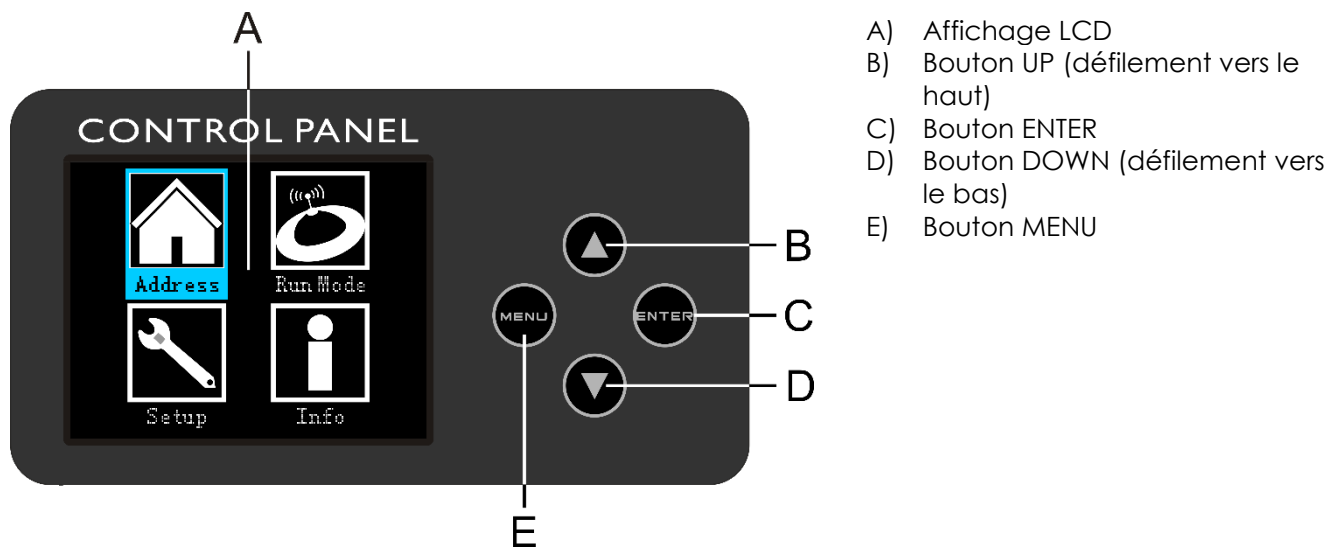 A
CONTROL PANEL
Address
Run Mode
Setup
Info
MENU
ENTER
B
C
D
E
A) Affichage LCD
B) Bouton UP (défilement vers le
haut)
C) Bouton ENTER
D) Bouton DOWN (défilement vers
le bas)
E) Bouton MENU